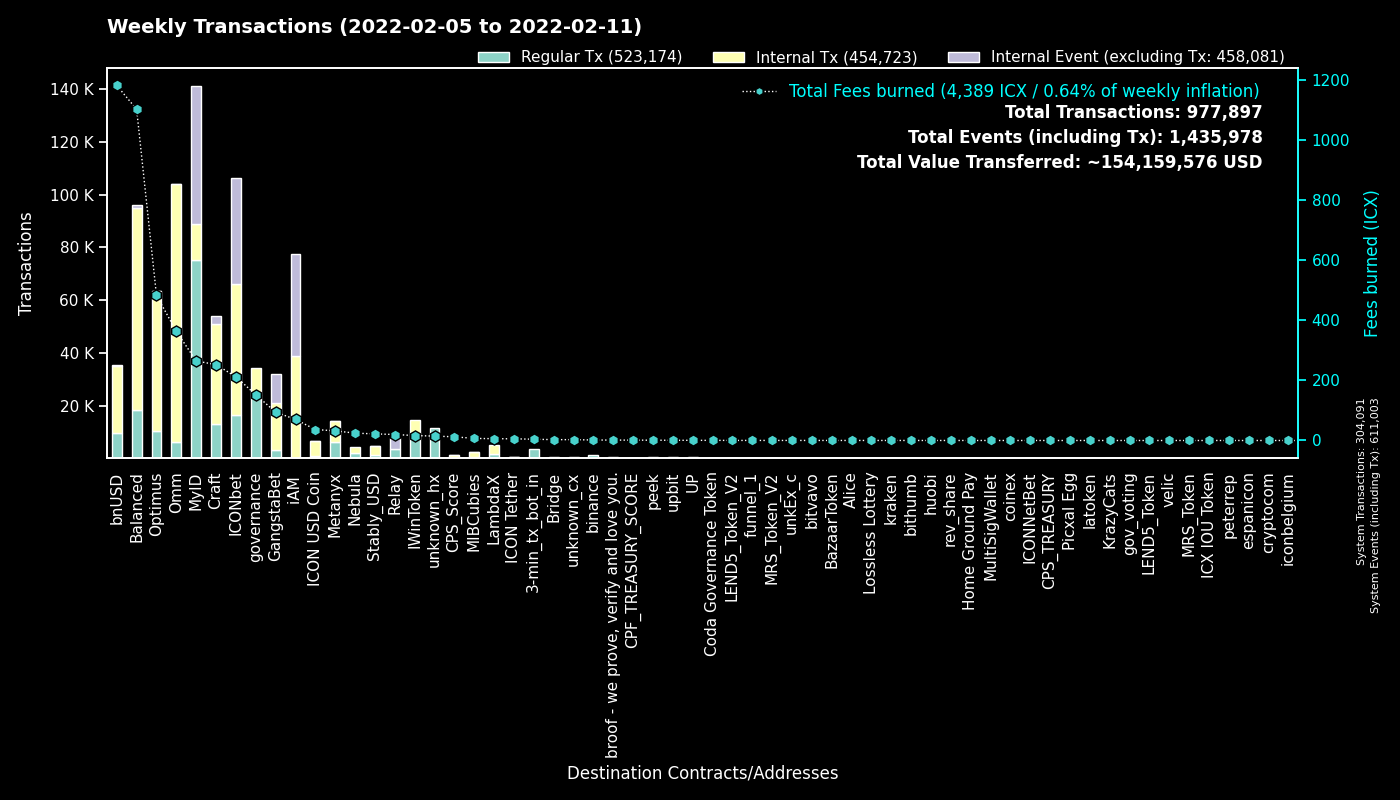 Weekly Transactions (2022-02-05 to 2022-02-11)
Regular Tx (523,174)
Internal Tx (454,723)
Internal Event (excluding Tx: 458,081)
Total Fees burned (4,389 ICX / 0.64% of weekly inflation)
Total Transactions: 977,897
Total Events (including Tx): 1,435,978
Total Value Transferred: ~154,159,576 USD
Transactions
140 K
120 K
100 K
80 K
60 K
40 K
20 K
1200
1000
800
600
400
200
0
Fees burned (ICX)
System Transactions: 304,091
System Events (including Tx): 611,003
bnUSD
Balanced
Optimus
Omm
MyID
Craft
ICONbet
governance
GangstaBet
iAM
ICON USD Coin
Metanyx
Nebula
Stably_USD
Relay
IWinToken
unknown_hx
CPS_Score
MIBCubies
LambdaX
ICON Tether
3-min_tx_bot_in
Bridge
unknown_cx
binance
broof - we prove, verify and love you.
CPF_TREASURY_SCORE
peek
upbit
UP
Coda Governance Token
LEND5_Token_V2
funnel_1
MRS_Token_V2
unkEx_c
bitvavo
BazaarToken
Alice
Lossless Lottery
kraken
bithumb
huobi
rev_share
Home Ground Pay
MultiSigWallet
coinex
ICONNetBet
CPS_TREASURY
Picxal Egg
latoken
KrazyCats
gov_voting
LEND5_Token
velic
MRS_Token
ICX IOU Token
peterrep
espanicon
cryptocom
iconbelgium
Destination Contracts/Addresses